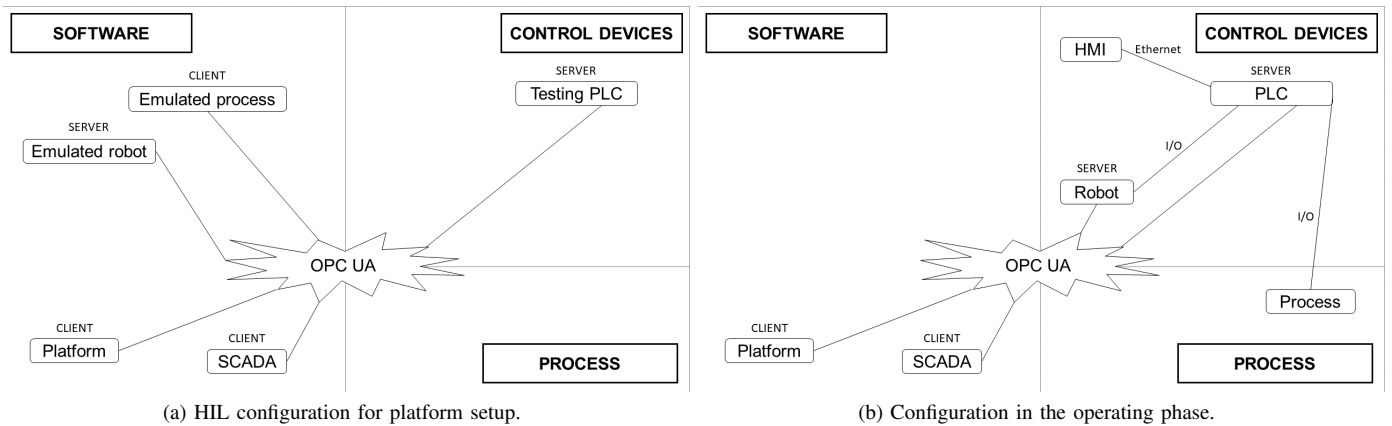 SOFTWARE
CONTROL DEVICES
CLIENT
Emulated process
SERVER
Testing PLC
SERVER
Emulated robot
OPC UA
CLIENT
Platform
CLIENT
SCADA
PROCESS
(a) HIL configuration for platform setup.
SOFTWARE
CONTROL DEVICES
HMI
Ethernet
SERVER
PLC
I/O
SERVER
Robot
I/O
OPC UA
Process
CLIENT
Platform
CLIENT
SCADA
PROCESS
(b) Configuration in the operating phase.